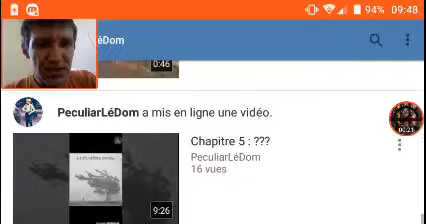 94% 09:48
LéDom
0:46
PeculiarLéDom a mis en ligne une vidéo.
00:21
Chapitre 5 : ???
PeculiarLéDom
16 vues
9:26